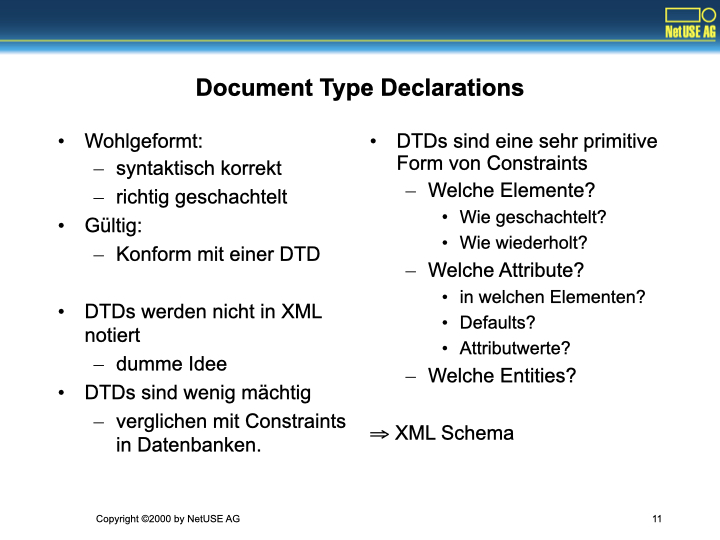 NetUSE AG
Document Type Declarations
• Wohlgeformt:
– syntaktisch korrekt
– richtig geschachtelt
• Gültig:
– Konform mit einer DTD
• DTDs werden nicht in XML
notiert
– dumme Idee
• DTDs sind wenig mächtig
– verglichen mit Constraints
in Datenbanken.
• DTDs sind eine sehr primitive
Form von Constraints
– Welche Elemente?
• Wie geschachtelt?
• Wie wiederholt?
– Welche Attribute?
• in welchen Elementen?
• Defaults?
• Attributwerte?
– Welche Entities?
⇒ XML Schema
Copyright ©2000 by NetUSE AG
11